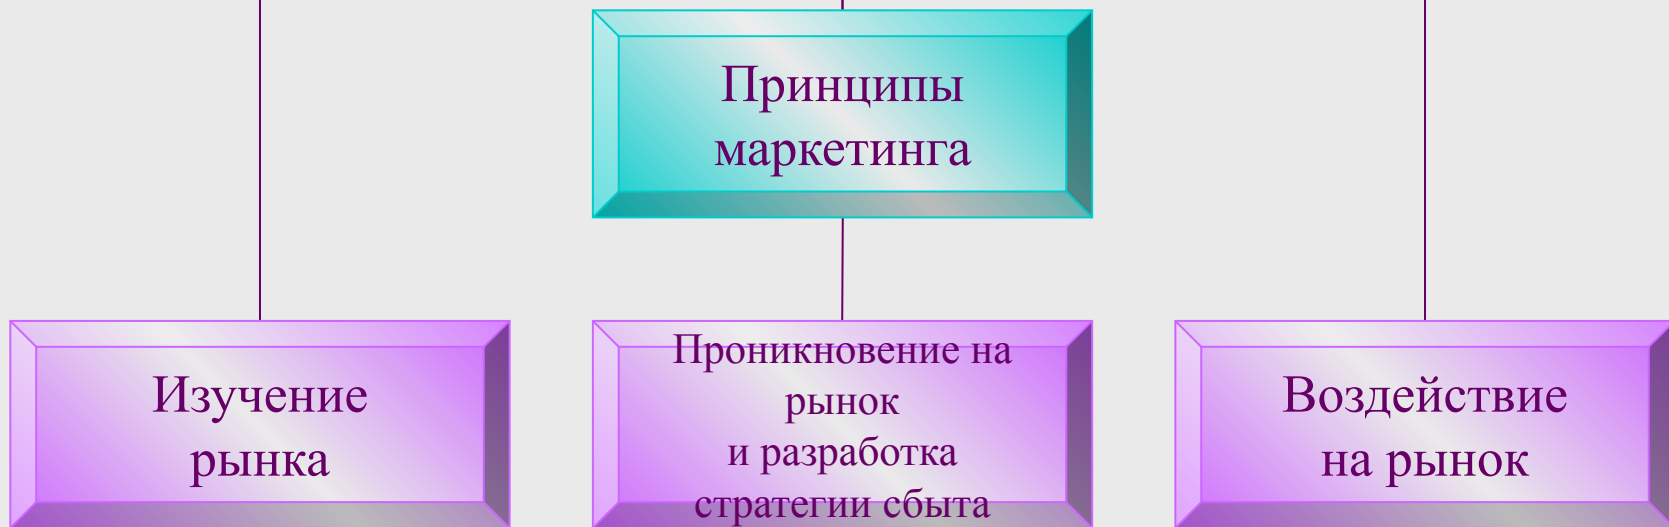 Принципы
маркетинга
Изучение
рынка
Проникновение на
рынок
и разработка
стратегии сбыта
Воздействие
на рынок